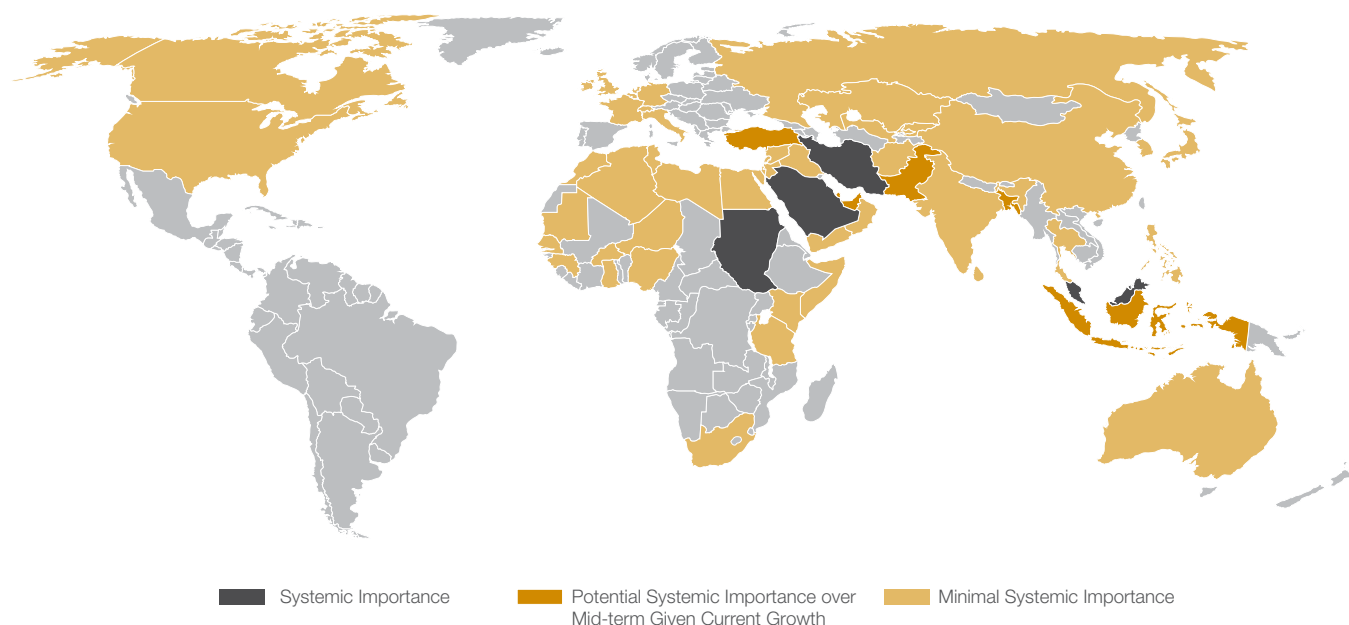 Systemic Importance
Potential Systemic Importance over
Mid-term Given Current Growth
Minimal Systemic Importance